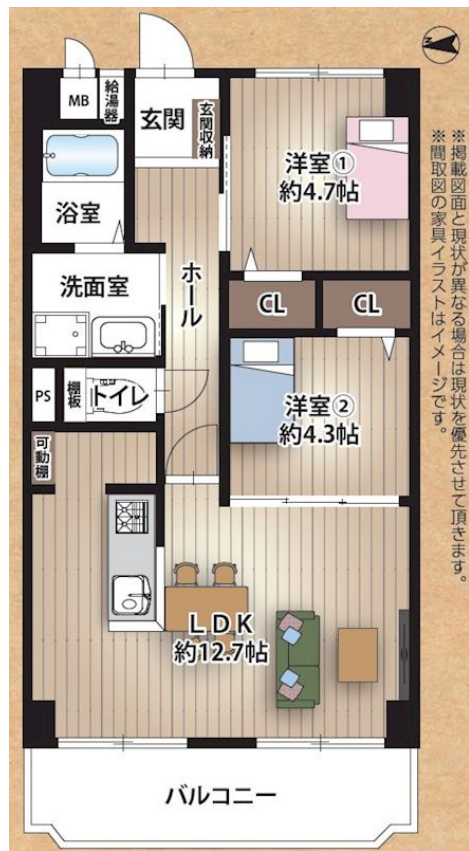 MB
給湯器
玄関
玄関収納
洋室①
約4.7帖
浴室
洗面室
ホール
CL
CL
PS
棚板
トイレ
洋室②
約4.3帖
可動棚
LDK
約12.7帖
バルコニー
N
※掲載図面と現状が異なる場合は現状を優先させて頂きます。
※間取図の家具イラストはイメージです。